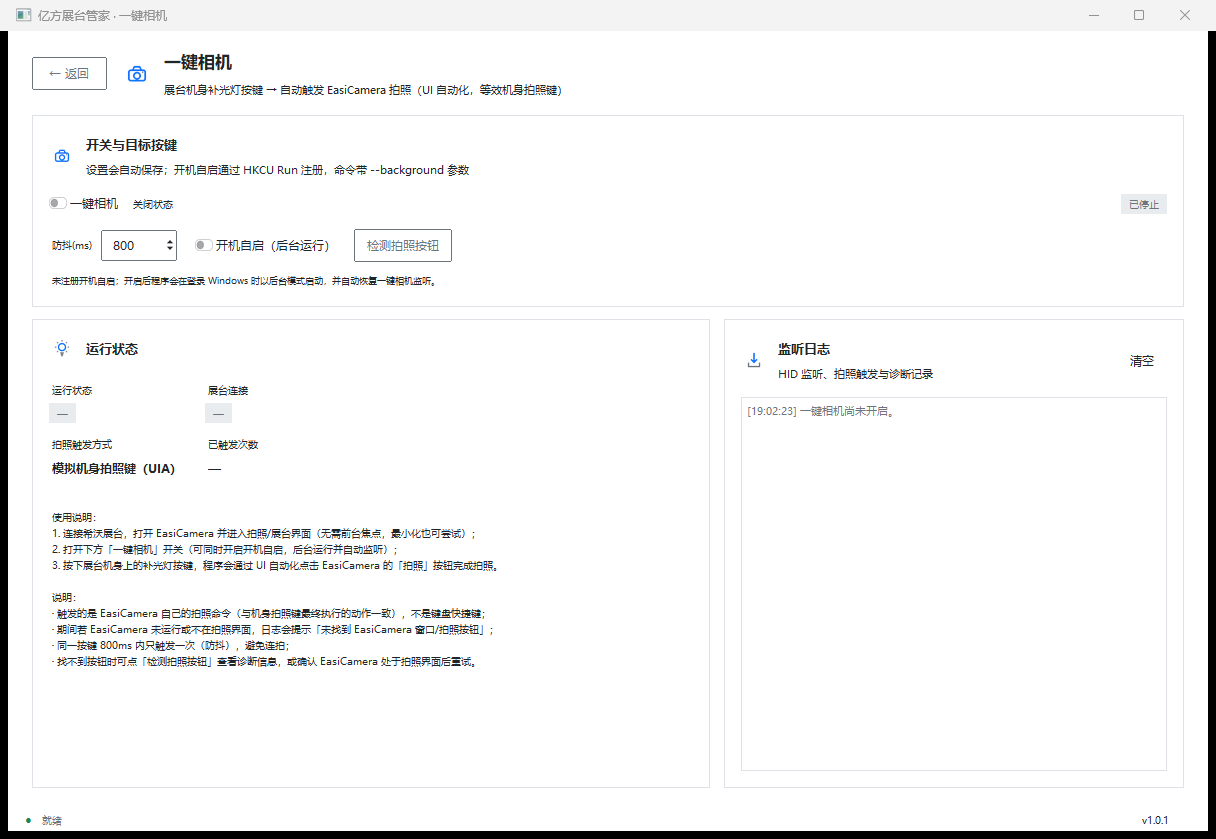 亿方展台管家 · 一键相机
← 返回
一键相机
展台机身补光灯按键 → 自动触发 EasiCamera 拍照（UI 自动化，等效机身拍照键）
开关与目标按键
设置会自动保存；开机自启通过 HKCU Run 注册，命令带 --background 参数
一键相机 关闭状态
已停止
防抖(ms) 800 开机自启（后台运行） 检测拍照按钮
未注册开机自启：开启后程序会在登录 Windows 时以后台模式启动，并自动恢复一键相机监听。
运行状态
运行状态 展台连接
— —
拍照触发方式 已触发次数
模拟机身拍照键（UIA） —
使用说明：
1. 连接希沃展台，打开 EasiCamera 并进入拍照/展台界面（无需前台焦点，最小化也可尝试）；
2. 打开下方「一键相机」开关（可同时开启开机自启，后台运行并自动监听）；
3. 按下展台机身上的补光灯按键，程序会通过 UI 自动化点击 EasiCamera 的「拍照」按钮完成拍照。
说明：
· 触发的是 EasiCamera 自己的拍照命令（与机身拍照键最终执行的动作一致），不是键盘快捷键；
· 期间若 EasiCamera 未运行或不在拍照界面，日志会提示「未找到 EasiCamera 窗口/拍照按钮」；
· 同一按键 800ms 内只触发一次（防抖），避免连拍；
· 找不到按钮时可点「检测拍照按钮」查看诊断信息，或确认 EasiCamera 处于拍照界面后重试。
监听日志
HID 监听、拍照触发与诊断记录
清空
[19:02:23] 一键相机尚未开启。
就绪
v1.0.1